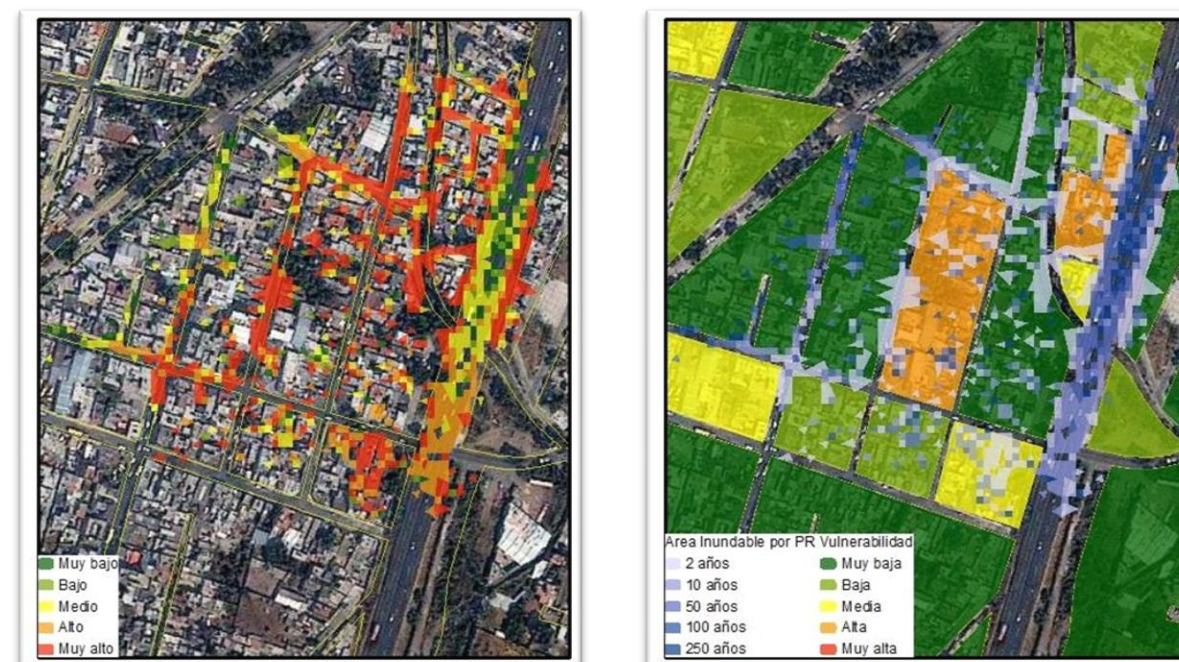 Muy bajo
Bajo
Medio
Alto
Muy alto
Area Inundable por PR Vulnerabilidad
2 años Muy baja
10 años Baja
50 años Media
100 años Alta
250 años Muy alta